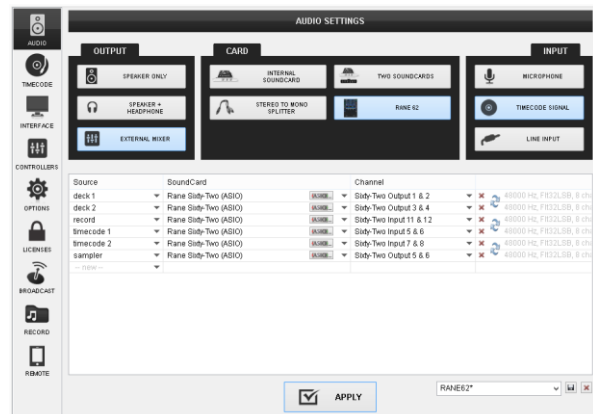 AUDIO SETTINGS
AUDIO
TIMECODE
INTERFACE
CONTROLLERS
OPTIONS
LICENSES
BROADCAST
RECORD
REMOTE
OUTPUT
SPEAKER ONLY
SPEAKER +
HEADPHONE
EXTERNAL MIXER
CARD
INTERNAL
SOUNDCARD
TWO SOUNDCARDS
STEREO TO MONO
SPLITTER
RANE 62
INPUT
MICROPHONE
TIMECODE SIGNAL
LINE INPUT
Source SoundCard Channel
deck 1 Rane Sixty-Two (ASIO) Sixty-Two Output 1 & 2
deck 2 Rane Sixty-Two (ASIO) Sixty-Two Output 3 & 4
record Rane Sixty-Two (ASIO) Sixty-Two Input 11 & 12
timecode 1 Rane Sixty-Two (ASIO) Sixty-Two Input 5 & 6
timecode 2 Rane Sixty-Two (ASIO) Sixty-Two Input 7 & 8
sampler Rane Sixty-Two (ASIO) Sixty-Two Output 5 & 6
-- new --
APPLY
RANE62*